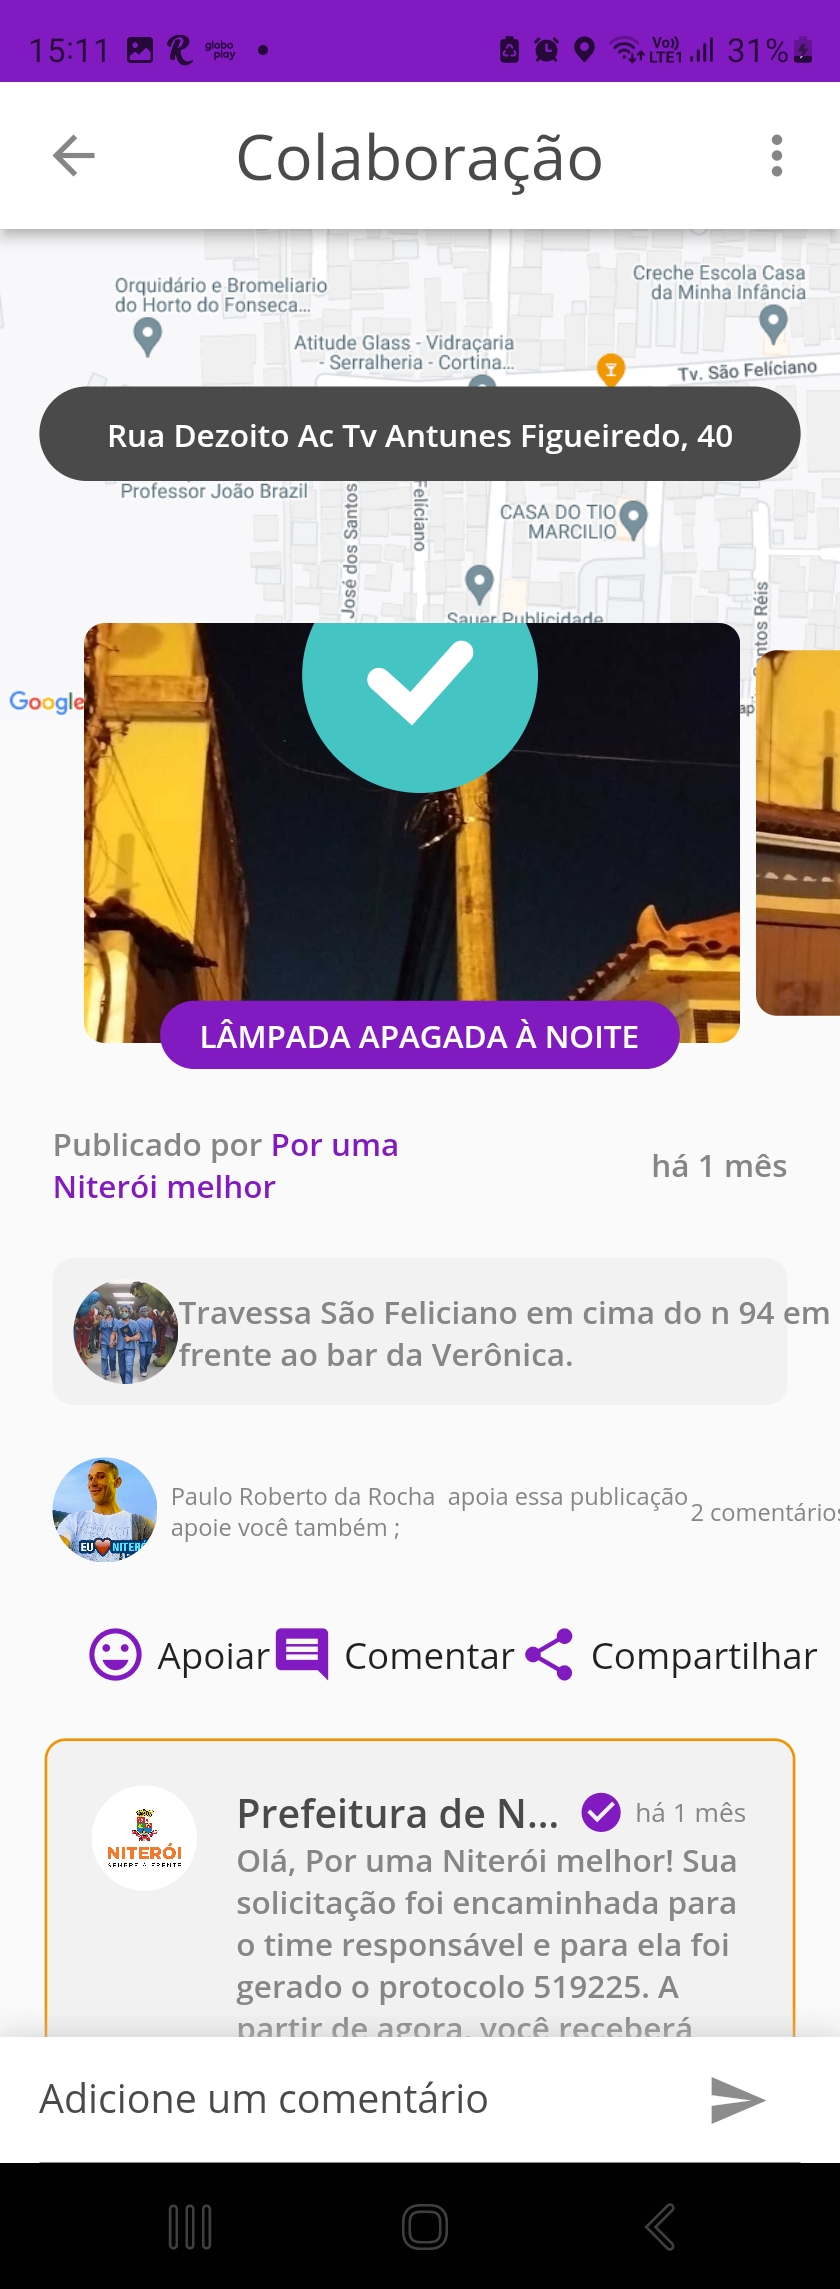 15:11
globo
play
Vo))
LTE1
31%
Colaboração
Orquidário e Bromeliario
do Horto do Fonseca...
Creche Escola Casa
da Minha Infância
Atitude Glass - Vidraçaria
- Serralheria - Cortina...
Tv. São Felíciano
Rua Dezoito Ac Tv Antunes Figueiredo, 40
Professor João Brazil
José dos Santos
Felíciano
CASA DO TIO
MARCILIO
Sauer Publicidade
Google
LÂMPADA APAGADA À NOITE
Publicado por Por uma
Niterói melhor
há 1 mês
Travessa São Feliciano em cima do n 94 em
frente ao bar da Verônica.
Paulo Roberto da Rocha apoia essa publicação
apoie você também ;
2 comentários
EU NITERÓ
Apoiar
Comentar
Compartilhar
NITERÓI
SEMPRE À FRENTE
Prefeitura de N...
há 1 mês
Olá, Por uma Niterói melhor! Sua
solicitação foi encaminhada para
o time responsável e para ela foi
gerado o protocolo 519225. A
partir de agora, você receberá
Adicione um comentário